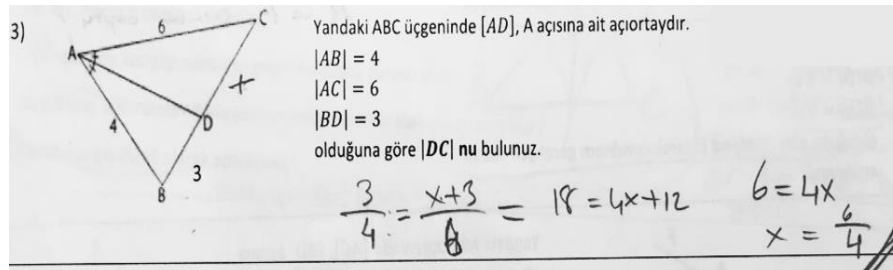 3)
Yandaki ABC üçgeninde [AD], A açısına ait açıortaydır.
|AB| = 4
|AC| = 6
|BD| = 3
olduğuna göre |DC| nu bulunuz.
A
6
C
x
D
4
3
B
3/4 = x+3/6 = 18 = 4x+12
6 = 4x
x = 6/4